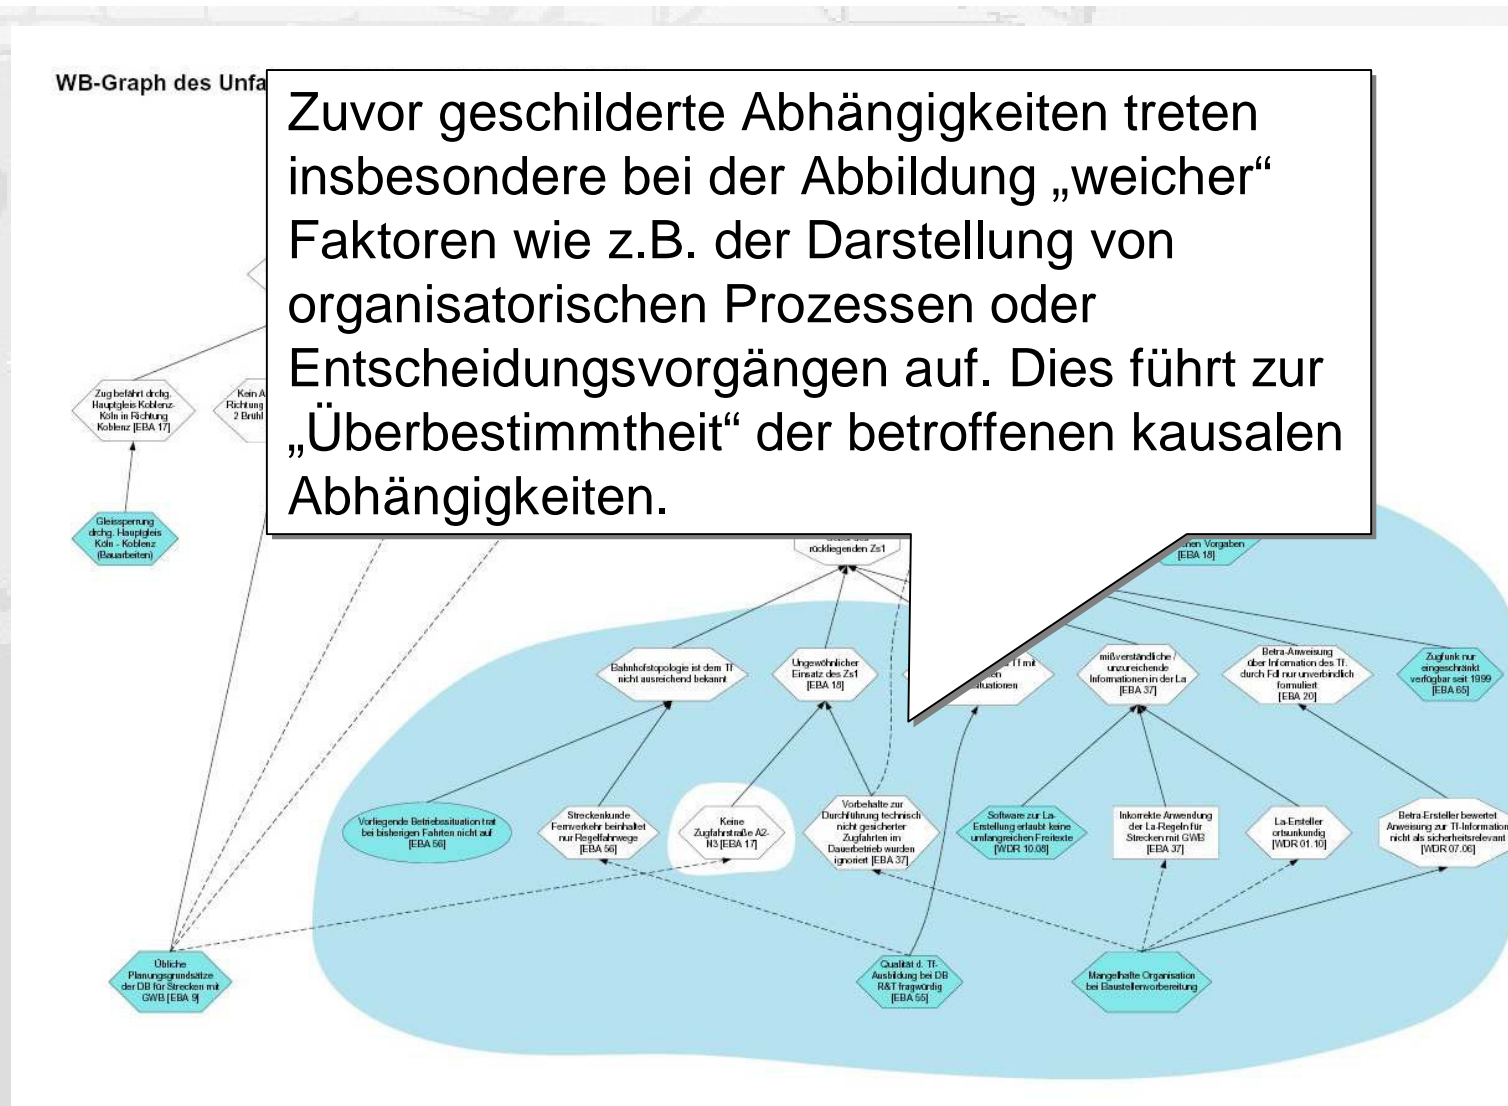 WB-Graph des Unfa
Zuvor geschilderte Abhängigkeiten treten
insbesondere bei der Abbildung „weicher“
Faktoren wie z.B. der Darstellung von
organisatorischen Prozessen oder
Entscheidungsvorgängen auf. Dies führt zur
„Überbestimmtheit“ der betroffenen kausalen
Abhängigkeiten.
Zug befährt drchg.
Hauptgleis Koblenz-
Köln in Richtung
Koblenz [EBA 17]
Kein A
Richtung
2 Brühl
Gleissperrung
drchg. Hauptgleis
Köln - Koblenz
(Bauarbeiten)
rückliegenden Zs1
nen Vorgaben
[EBA 18]
Bahnhofstopologie ist dem Tf
nicht ausreichend bekannt
Ungewöhnlicher
Einsatz des Zs1
[EBA 18]
Tf mit
en
ituationen
mißverständliche /
unzureichende
Informationen in der La
[EBA 37]
Betra-Anweisung
über Information des Tf.
durch Fdl nur unverbindlich
formuliert
[EBA 20]
Zugfunk nur
eingeschränkt
verfügbar seit 1999
[EBA 65]
Vorliegende Betriebssituation trat
bei bisherigen Fahrten nicht auf
[EBA 56]
Streckenkunde
Fernverkehr beinhaltet
nur Regelfahrwege
[EBA 56]
Keine
Zugfahrstraße A2-
N3 [EBA 17]
Vorbehalte zur
Durchführung technisch
nicht gesicherter
Zugfahrten im
Dauerbetrieb wurden
ignoriert [EBA 37]
Software zur La-
Erstellung erlaubt keine
umfangreichen Freitexte
[WDR 10.08]
Inkorrekte Anwendung
der La-Regeln für
Strecken mit GWB
[EBA 37]
La-Ersteller
ortsunkundig
[WDR 01.10]
Betra-Ersteller bewertet
Anweisung zur Tf-Information
nicht als sicherheitsrelevant
[WDR 07.06]
Übliche
Planungsgrundsätze
der DB für Strecken mit
GWB [EBA 9]
Qualität d. Tf-
Ausbildung bei DB
R&T fragwürdig
[EBA 55]
Mangelhafte Organisation
bei Baustellenvorbereitung